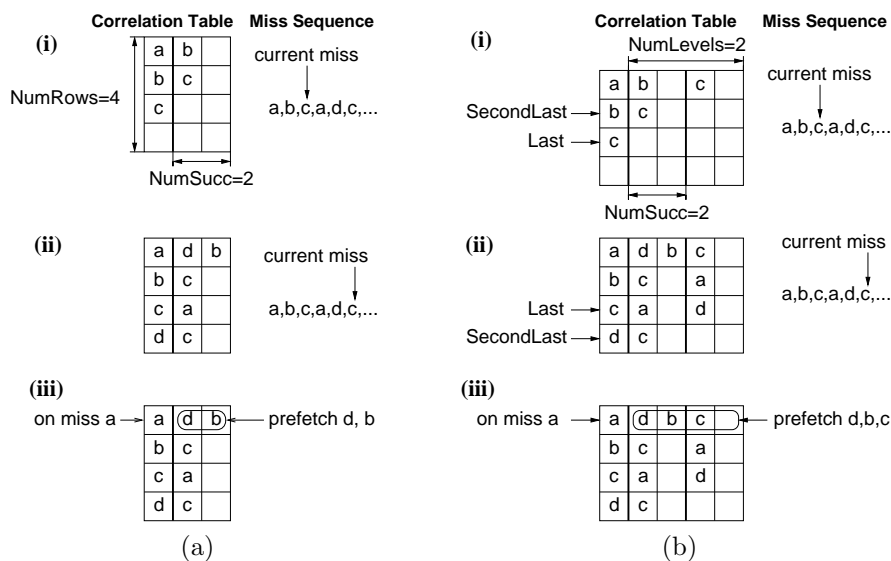 Correlation Table Miss Sequence
(i)
a b
current miss
b c
NumRows=4
c
a,b,c,a,d,c,...
NumSucc=2
(ii)
a d b
current miss
b c
c a
a,b,c,a,d,c,...
d c
(iii)
on miss a
a d b
prefetch d, b
b c
c a
d c
(a)
Correlation Table Miss Sequence
(i)
NumLevels=2
current miss
a b c
SecondLast
b c
a,b,c,a,d,c,...
Last
c
NumSucc=2
(ii)
current miss
a d b c
b c a
a,b,c,a,d,c,...
Last
c a d
SecondLast
d c
(iii)
on miss a
a d b c
prefetch d,b,c
b c a
c a d
d c
(b)